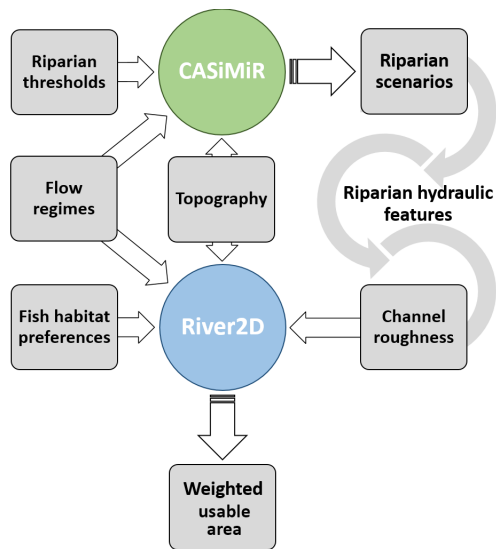 Riparian
thresholds
CASiMiR
Riparian
scenarios
Flow
regimes
Topography
Riparian hydraulic
features
Fish habitat
preferences
River2D
Channel
roughness
Weighted
usable
area